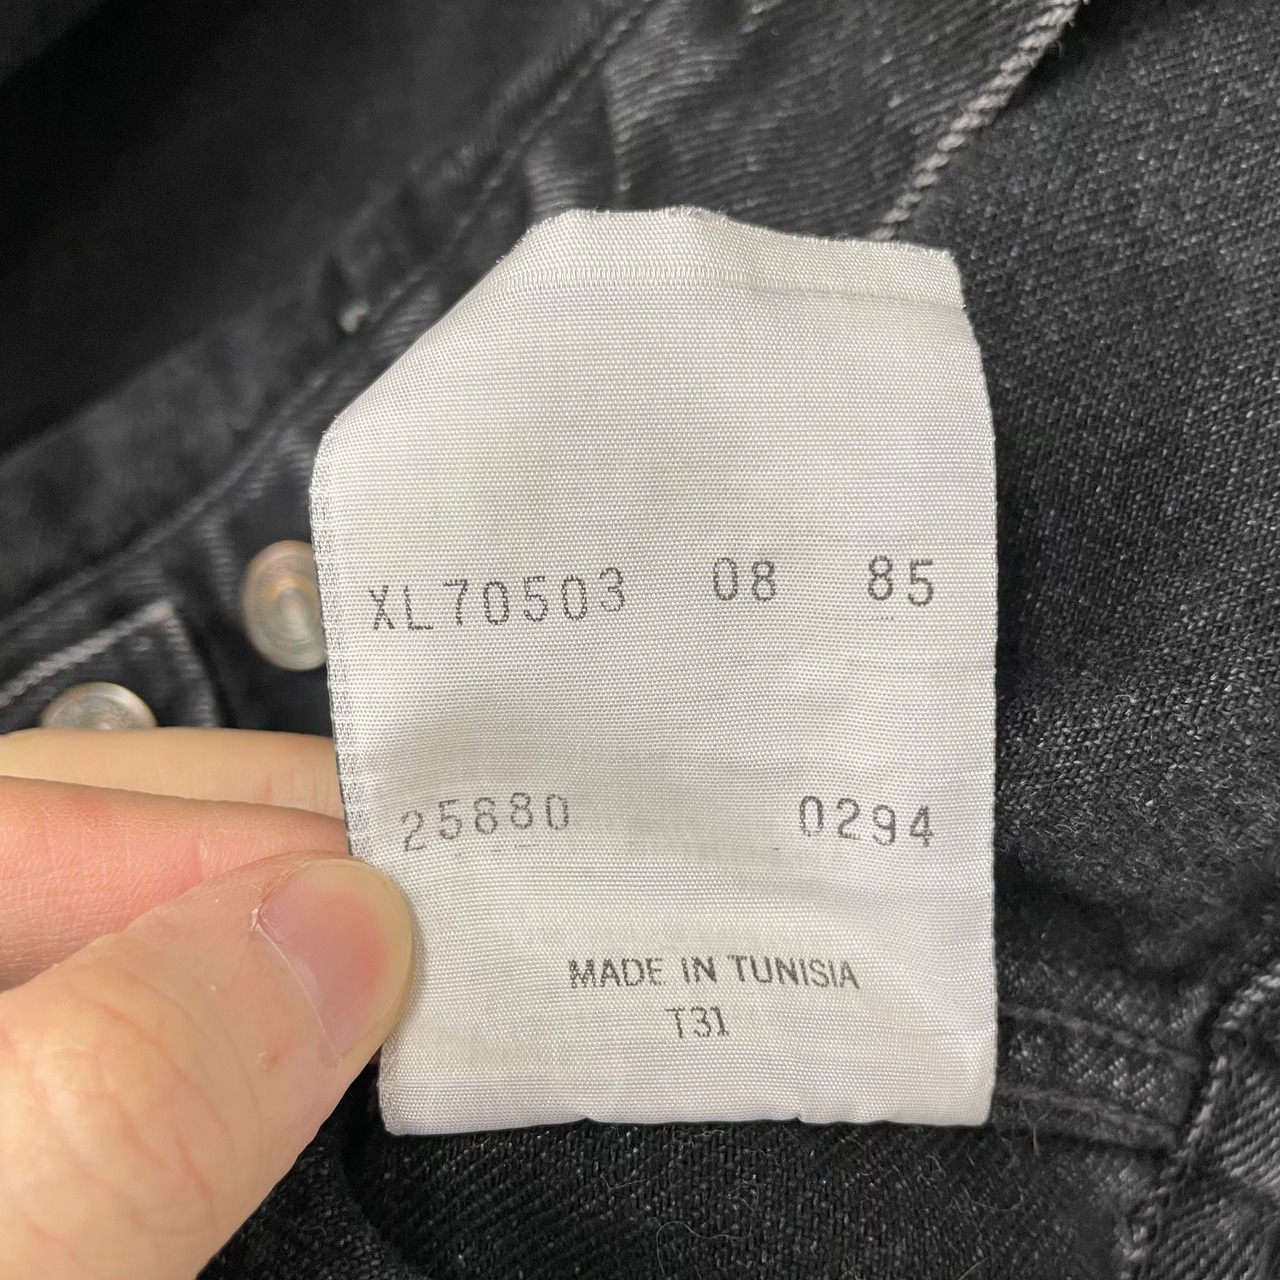 XL70503 08 85
25880 0294
MADE IN TUNISIA
T31